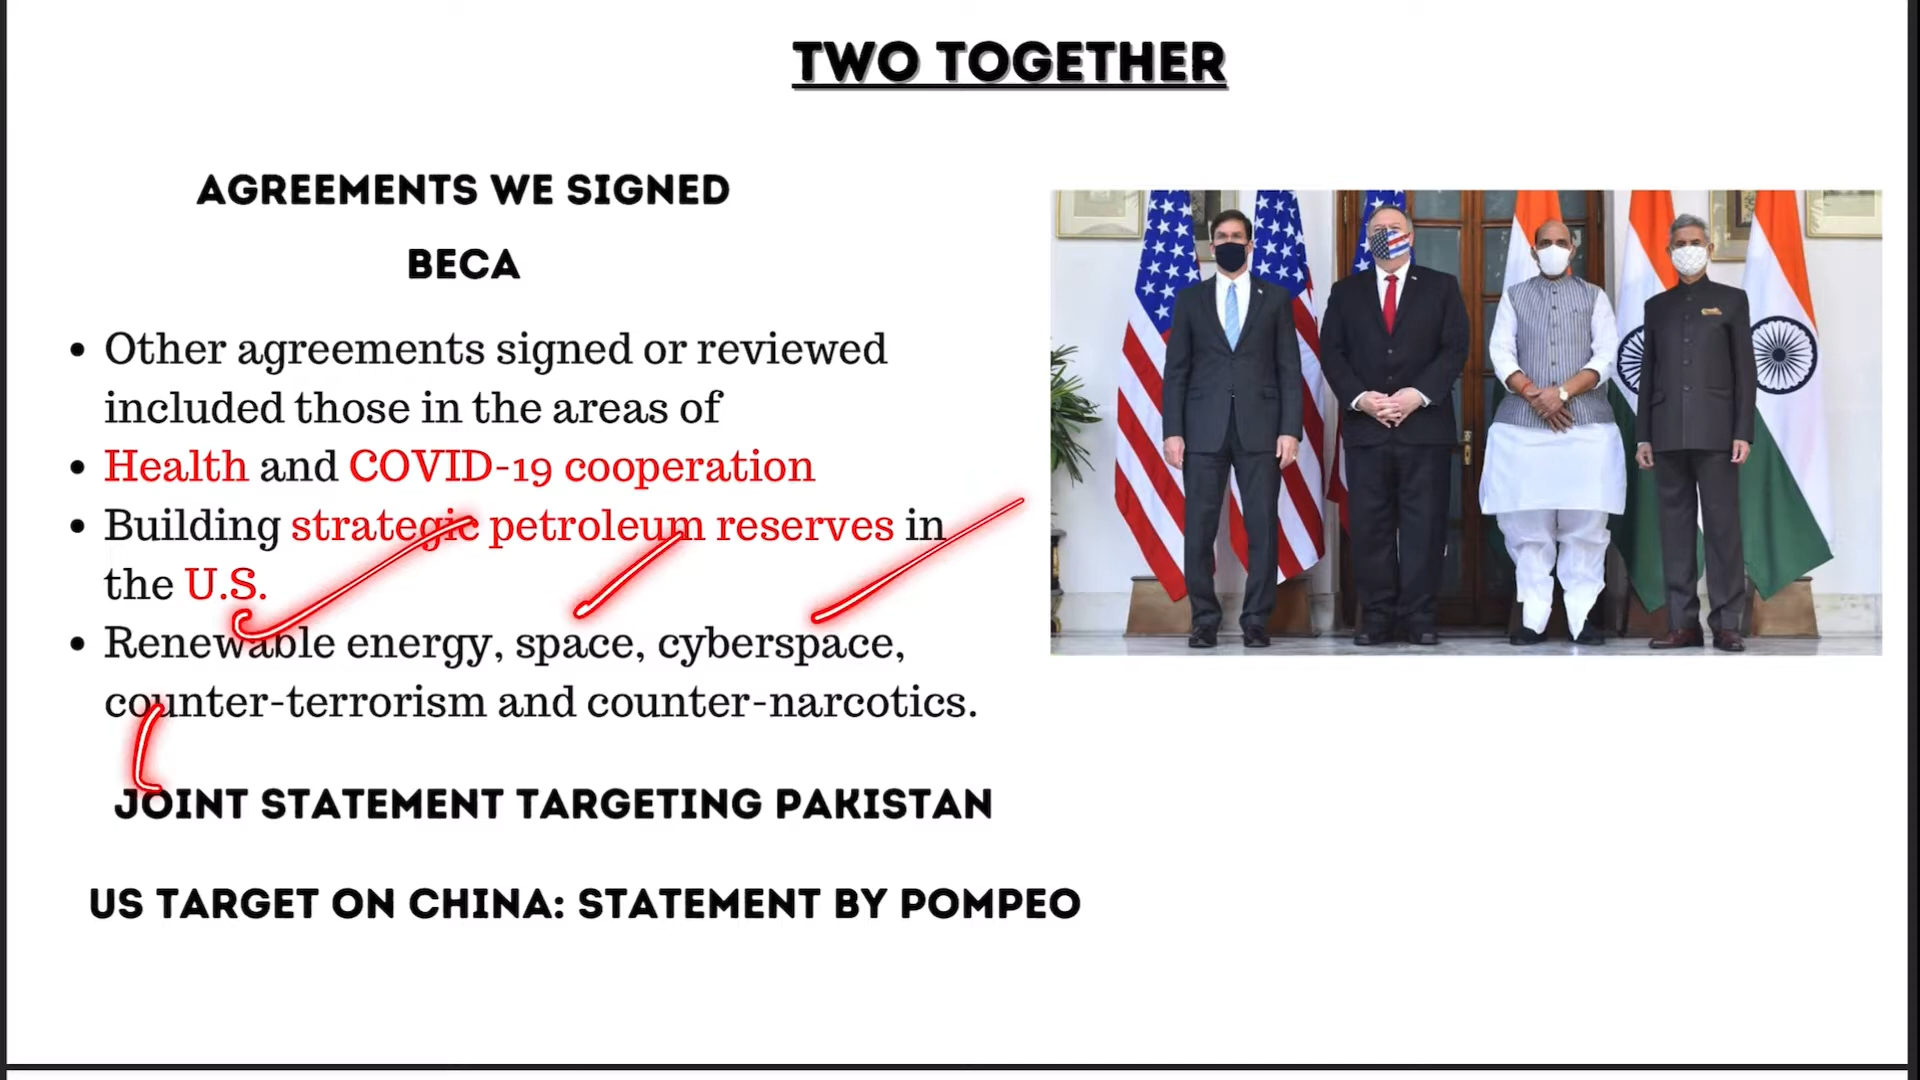 TWO TOGETHER
AGREEMENTS WE SIGNED
BECA
• Other agreements signed or reviewed
included those in the areas of
• Health and COVID-19 cooperation
• Building strategic petroleum reserves in
the U.S.
• Renewable energy, space, cyberspace,
counter-terrorism and counter-narcotics.
JOINT STATEMENT TARGETING PAKISTAN
US TARGET ON CHINA: STATEMENT BY POMPEO